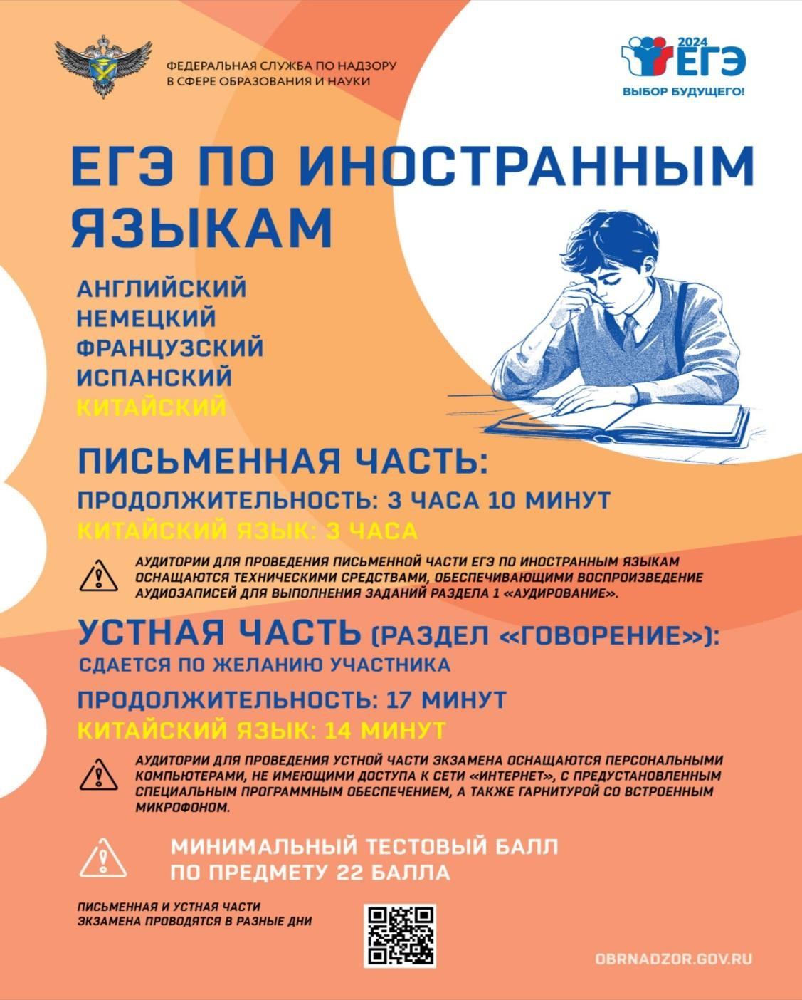 ФЕДЕРАЛЬНАЯ СЛУЖБА ПО НАДЗОРУ
В СФЕРЕ ОБРАЗОВАНИЯ И НАУКИ
2024
ЕГЭ
ВЫБОР БУДУЩЕГО!
ЕГЭ ПО ИНОСТРАННЫМ
ЯЗЫКАМ
АНГЛИЙСКИЙ
НЕМЕЦКИЙ
ФРАНЦУЗСКИЙ
ИСПАНСКИЙ
КИТАЙСКИЙ
ПИСЬМЕННАЯ ЧАСТЬ:
ПРОДОЛЖИТЕЛЬНОСТЬ: 3 ЧАСА 10 МИНУТ
КИТАЙСКИЙ ЯЗЫК: 3 ЧАСА
АУДИТОРИИ ДЛЯ ПРОВЕДЕНИЯ ПИСЬМЕННОЙ ЧАСТИ ЕГЭ ПО ИНОСТРАННЫМ ЯЗЫКАМ
ОСНАЩАЮТСЯ ТЕХНИЧЕСКИМИ СРЕДСТВАМИ, ОБЕСПЕЧИВАЮЩИМИ ВОСПРОИЗВЕДЕНИЕ
АУДИОЗАПИСЕЙ ДЛЯ ВЫПОЛНЕНИЯ ЗАДАНИЙ РАЗДЕЛА 1 «АУДИРОВАНИЕ».
УСТНАЯ ЧАСТЬ (РАЗДЕЛ «ГОВОРЕНИЕ»):
СДАЕТСЯ ПО ЖЕЛАНИЮ УЧАСТНИКА
ПРОДОЛЖИТЕЛЬНОСТЬ: 17 МИНУТ
КИТАЙСКИЙ ЯЗЫК: 14 МИНУТ
АУДИТОРИИ ДЛЯ ПРОВЕДЕНИЯ УСТНОЙ ЧАСТИ ЭКЗАМЕНА ОСНАЩАЮТСЯ ПЕРСОНАЛЬНЫМИ
КОМПЬЮТЕРАМИ, НЕ ИМЕЮЩИМИ ДОСТУПА К СЕТИ «ИНТЕРНЕТ», С ПРЕДУСТАНОВЛЕННЫМ
СПЕЦИАЛЬНЫМ ПРОГРАММНЫМ ОБЕСПЕЧЕНИЕМ, А ТАКЖЕ ГАРНИТУРОЙ СО ВСТРОЕННЫМ
МИКРОФОНОМ.
МИНИМАЛЬНЫЙ ТЕСТОВЫЙ БАЛЛ
ПО ПРЕДМЕТУ 22 БАЛЛА
ПИСЬМЕННАЯ И УСТНАЯ ЧАСТИ
ЭКЗАМЕНА ПРОВОДЯТСЯ В РАЗНЫЕ ДНИ
OBRNADZOR.GOV.RU